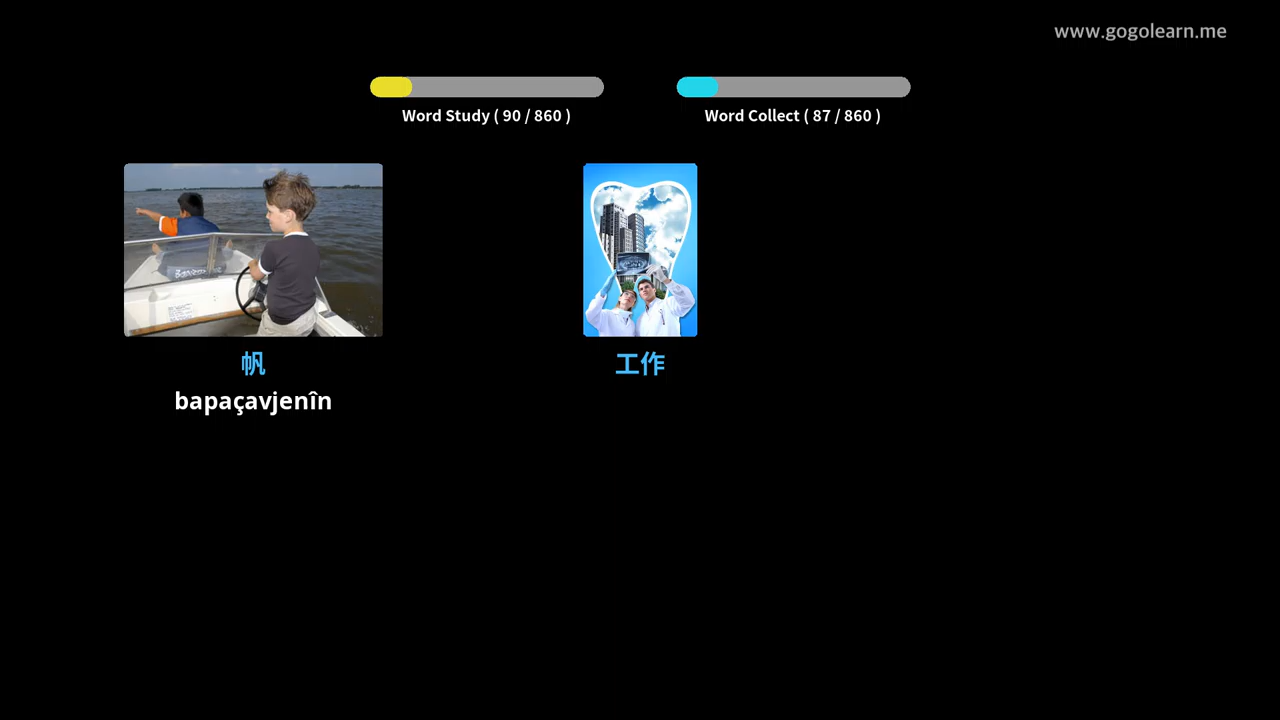 www.gogolearn.me
Word Study ( 90 / 860 )
Word Collect ( 87 / 860 )
帆
工作
bapaçavjenîn